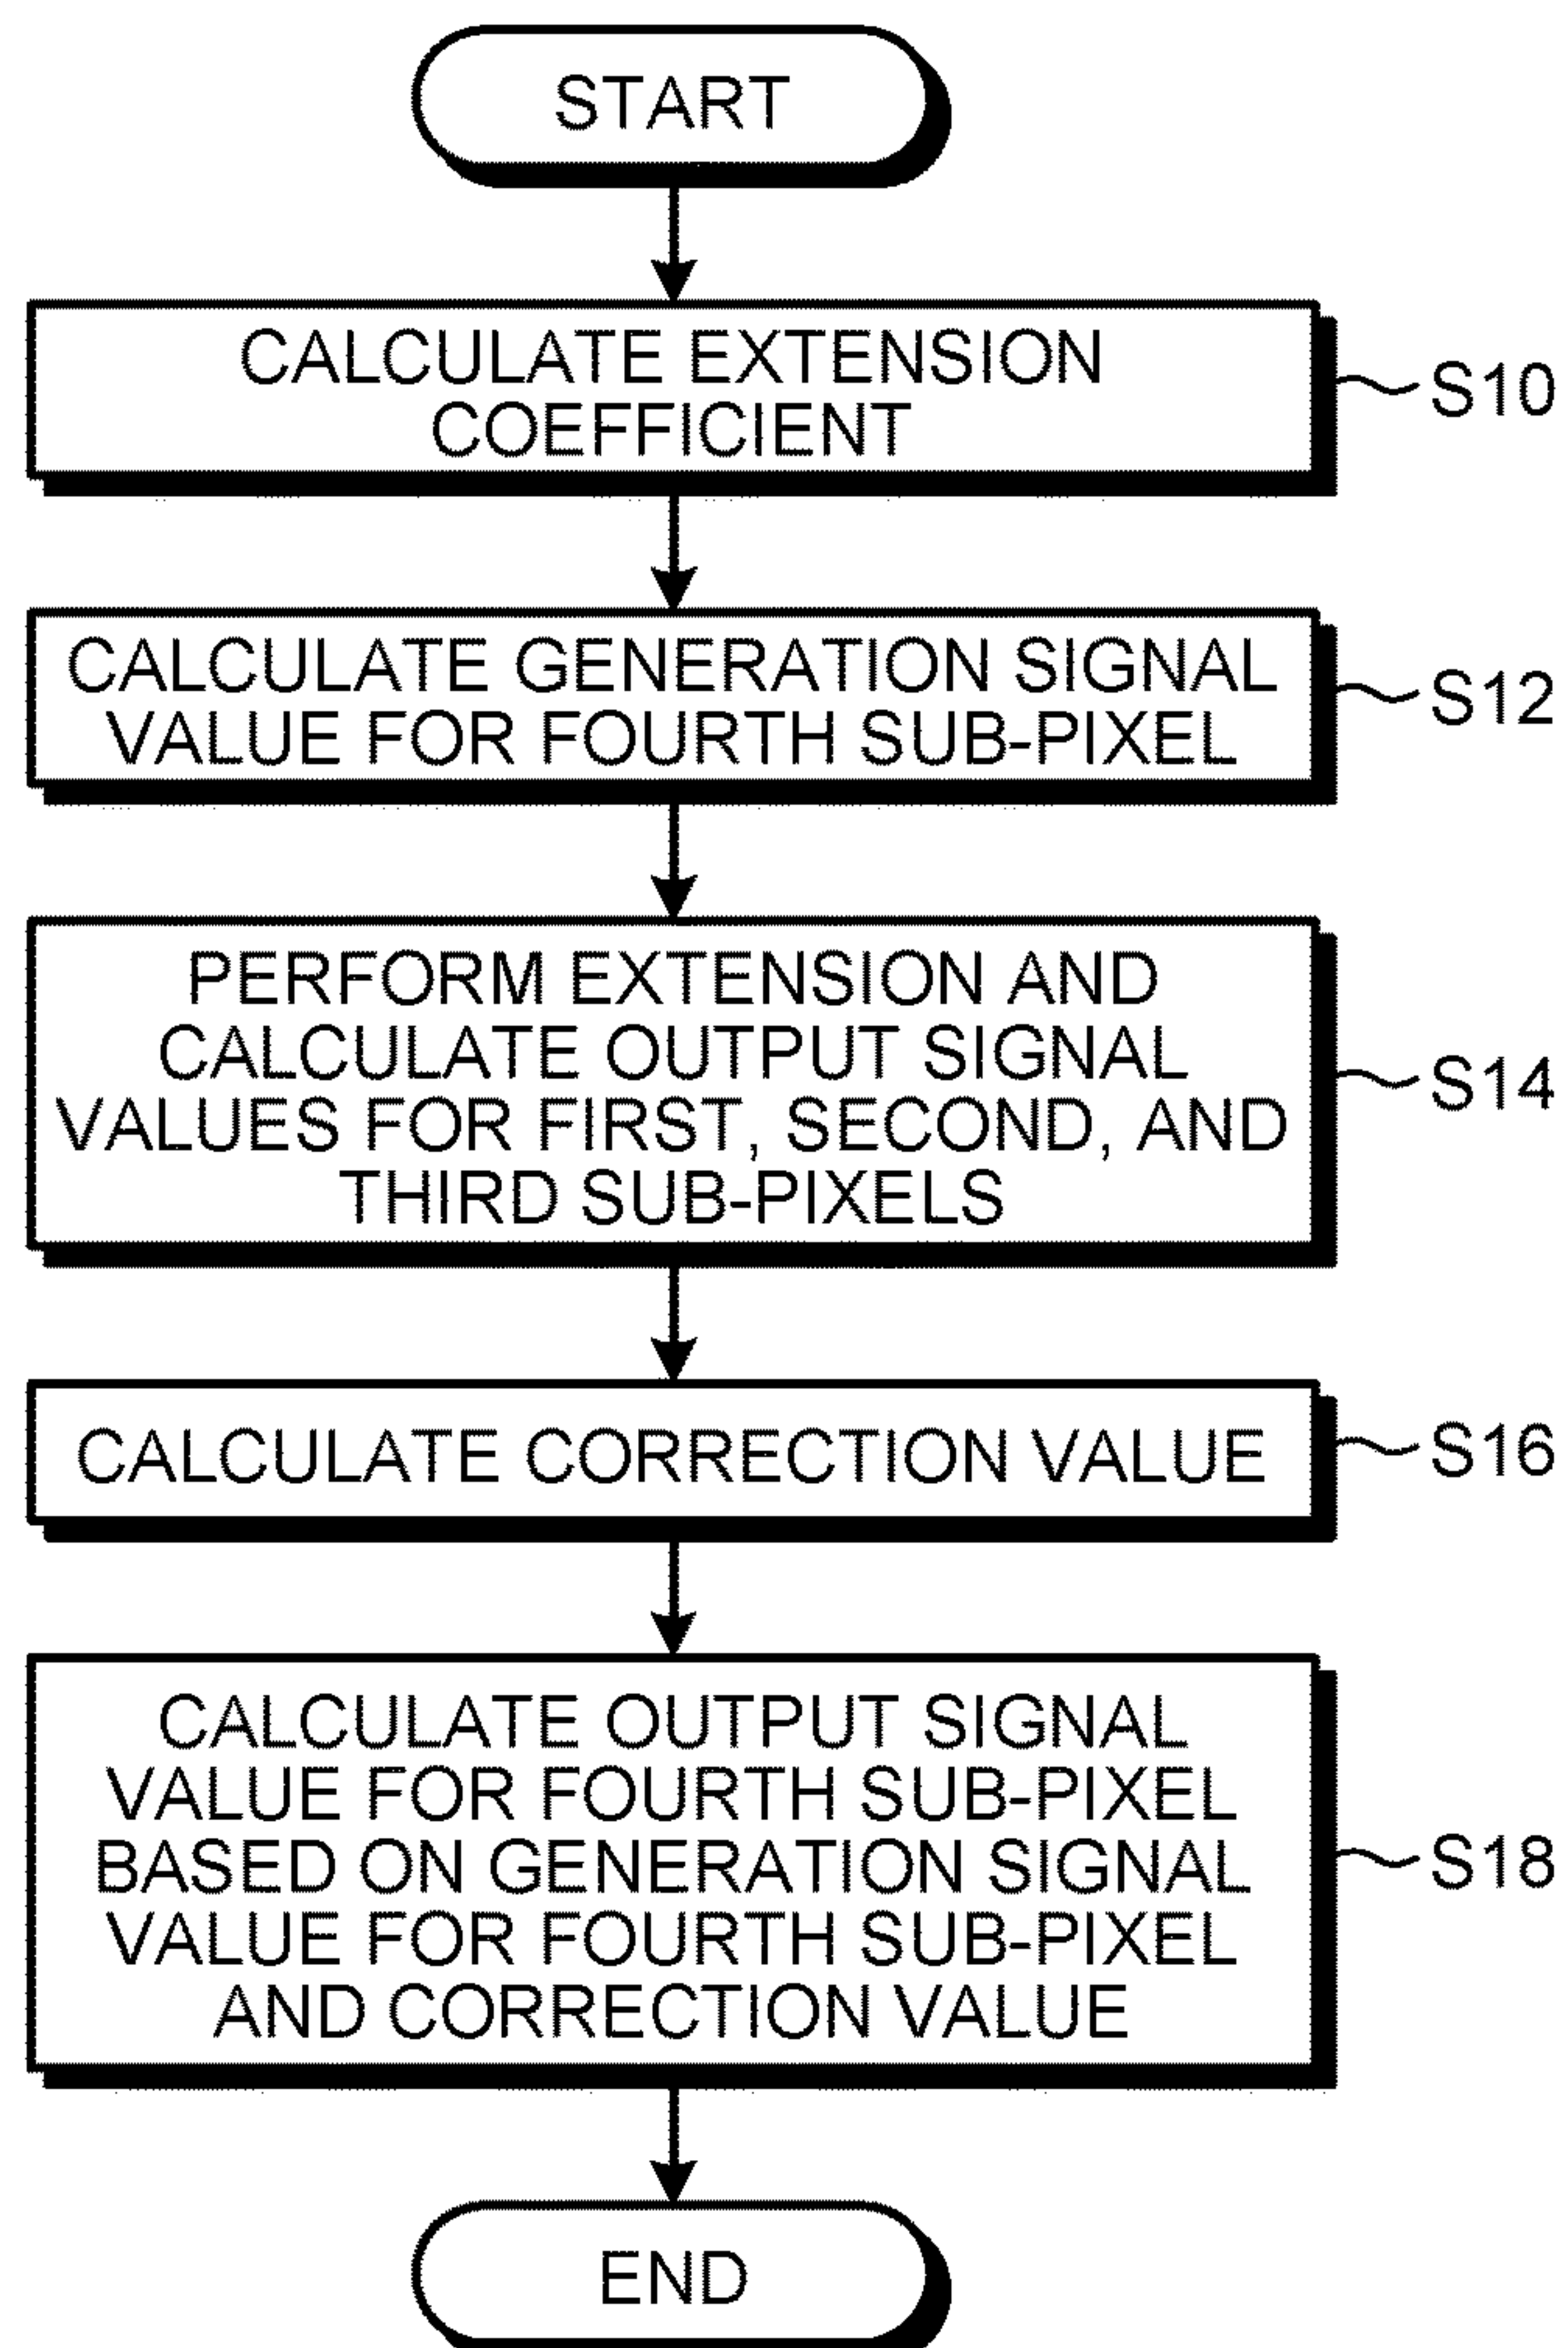 START
CALCULATE EXTENSION
COEFFICIENT
S10
CALCULATE GENERATION SIGNAL
VALUE FOR FOURTH SUB-PIXEL
S12
PERFORM EXTENSION AND
CALCULATE OUTPUT SIGNAL
VALUES FOR FIRST, SECOND, AND
THIRD SUB-PIXELS
S14
CALCULATE CORRECTION VALUE
S16
CALCULATE OUTPUT SIGNAL
VALUE FOR FOURTH SUB-PIXEL
BASED ON GENERATION SIGNAL
VALUE FOR FOURTH SUB-PIXEL
AND CORRECTION VALUE
S18
END